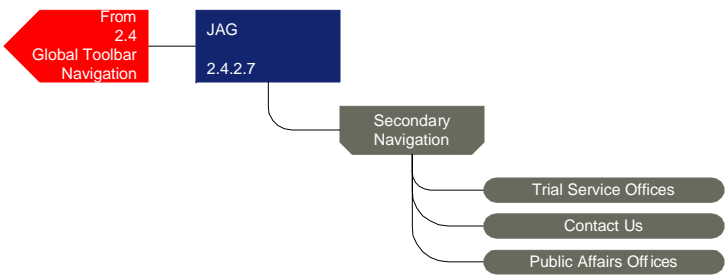 From
2.4
Global Toolbar
Navigation
JAG
2.4.2.7
Secondary
Navigation
Trial Service Offices
Contact Us
Public Affairs Offices